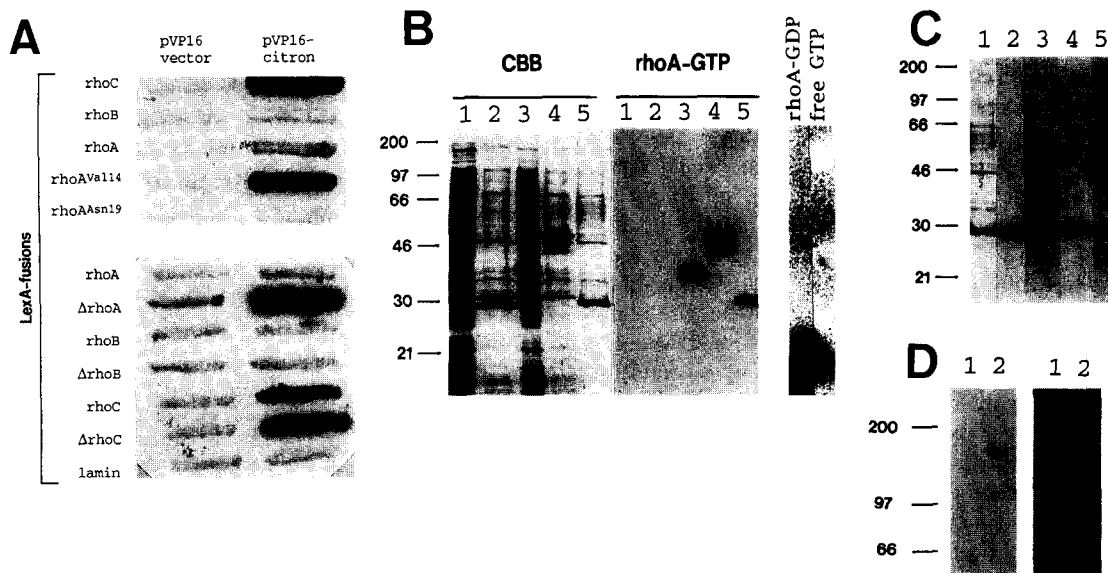 A
pVP16 vector
pVP16-citron
LexA-fusions
rhoC
rhoB
rhoA
rhoAVal14
rhoAAsn19
rhoA
ΔrhoA
rhoB
ΔrhoB
rhoC
ΔrhoC
lamin
B
CBB
rhoA-GTP
rhoA-GDP
free GTP
1 2 3 4 5
1 2 3 4 5
200
97
66
46
30
21
C
1 2 3 4 5
200
97
66
46
30
21
D
1 2
1 2
200
97
66